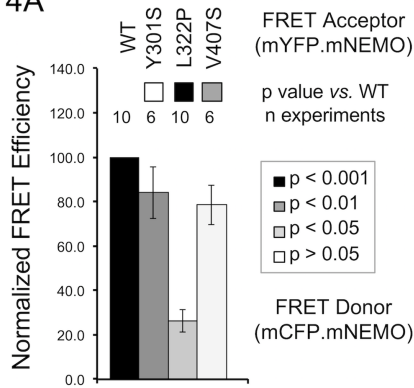 4A
WT
Y301S
L322P
V407S
FRET Acceptor
(mYFP.mNEMO)
p value vs. WT
10 6 10 6 n experiments
Normalized FRET Efficiency
140.0
120.0
100.0
80.0
60.0
40.0
20.0
0.0
p < 0.001
p < 0.01
p < 0.05
p > 0.05
FRET Donor
(mCFP.mNEMO)